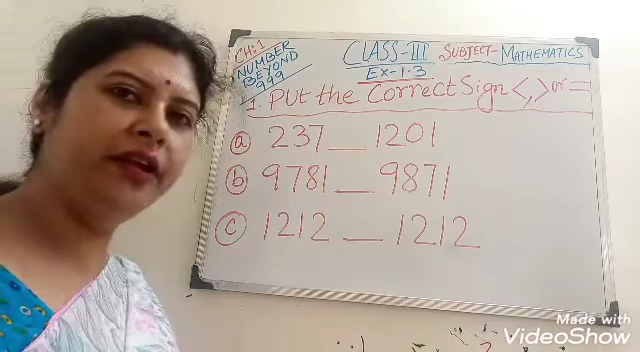 CH:1
NUMBER
BEYOND
999
CLASS-III SUBJECT-MATHEMATICS
Ex-1.3
1. Put the Correct Sign <,> or =
(a) 237 __ 1201
(b) 9781 __ 9871
(c) 1212 __ 1212
Made with
VideoShow